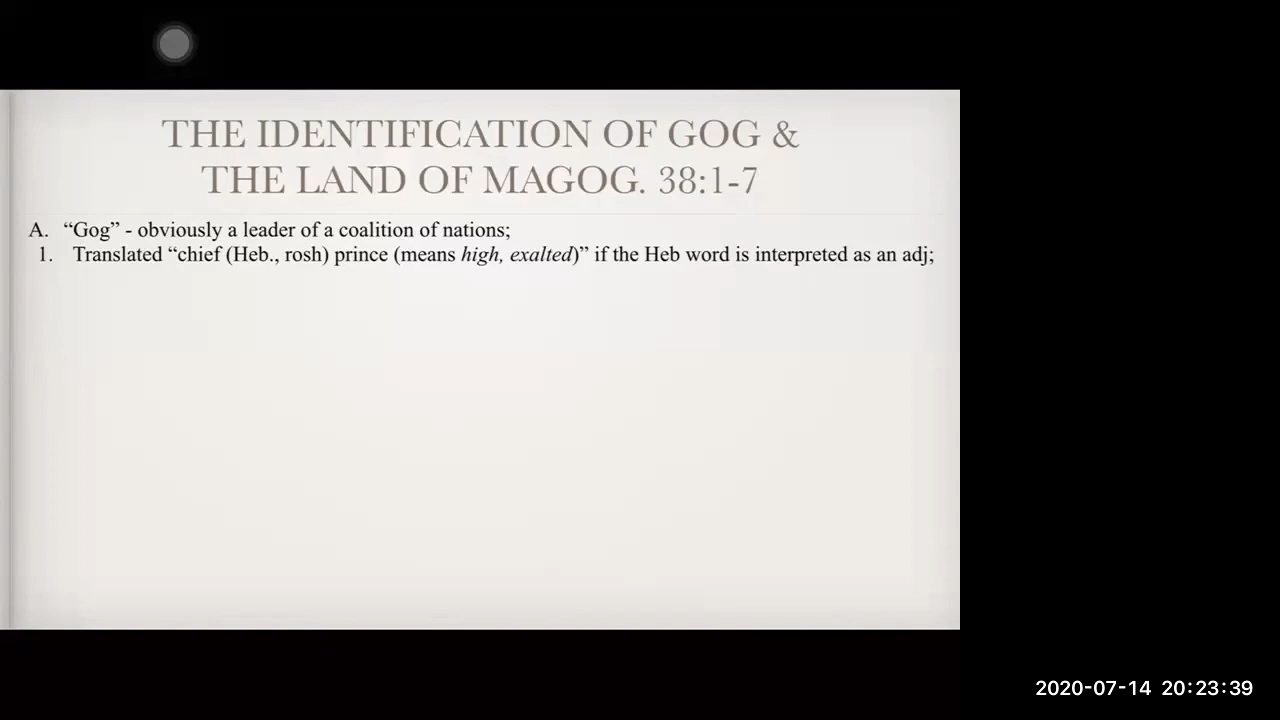 THE IDENTIFICATION OF GOG &
THE LAND OF MAGOG. 38:1-7
A. “Gog” - obviously a leader of a coalition of nations;
1. Translated “chief (Heb., rosh) prince (means high, exalted)” if the Heb word is interpreted as an adj;
2020-07-14 20:23:39